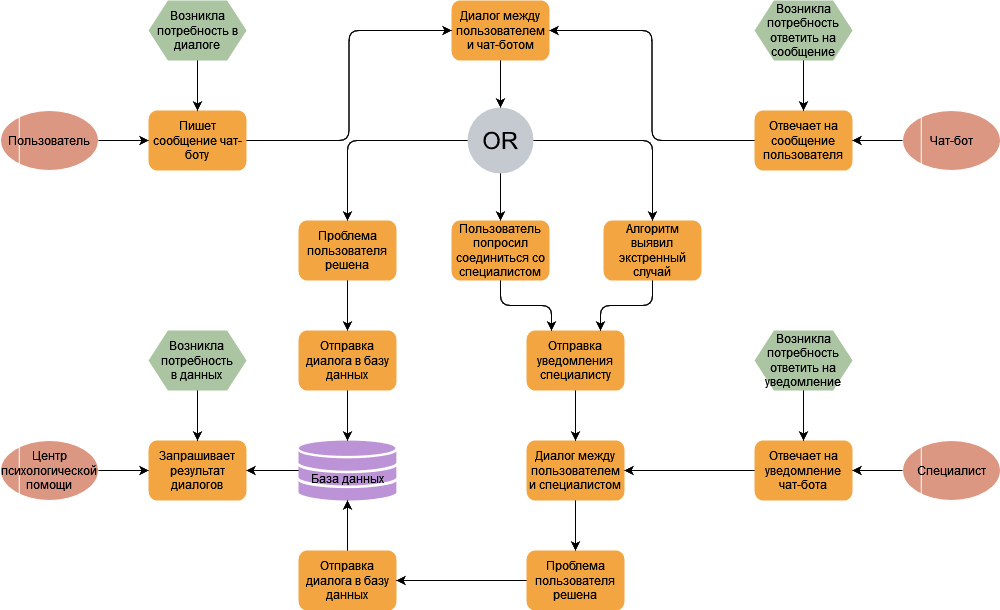 Возникла
потребность в
диалоге
Диалог между
пользователем
и чат-ботом
Возникла
потребность
ответить на
сообщение
Пользователь
Пишет
сообщение чат-
боту
OR
Отвечает на
сообщение
пользователя
Чат-бот
Проблема
пользователя
решена
Пользователь
попросил
соединиться со
специалистом
Алгоритм
выявил
экстренный
случай
Возникла
потребность
в данных
Отправка
диалога в базу
данных
Отправка
уведомления
специалисту
Возникла
потребность
ответить на
уведомление
Центр
психологической
помощи
Запрашивает
результат
диалогов
База данных
Диалог между
пользователем
и специалистом
Отвечает на
уведомление
чат-бота
Специалист
Отправка
диалога в базу
данных
Проблема
пользователя
решена